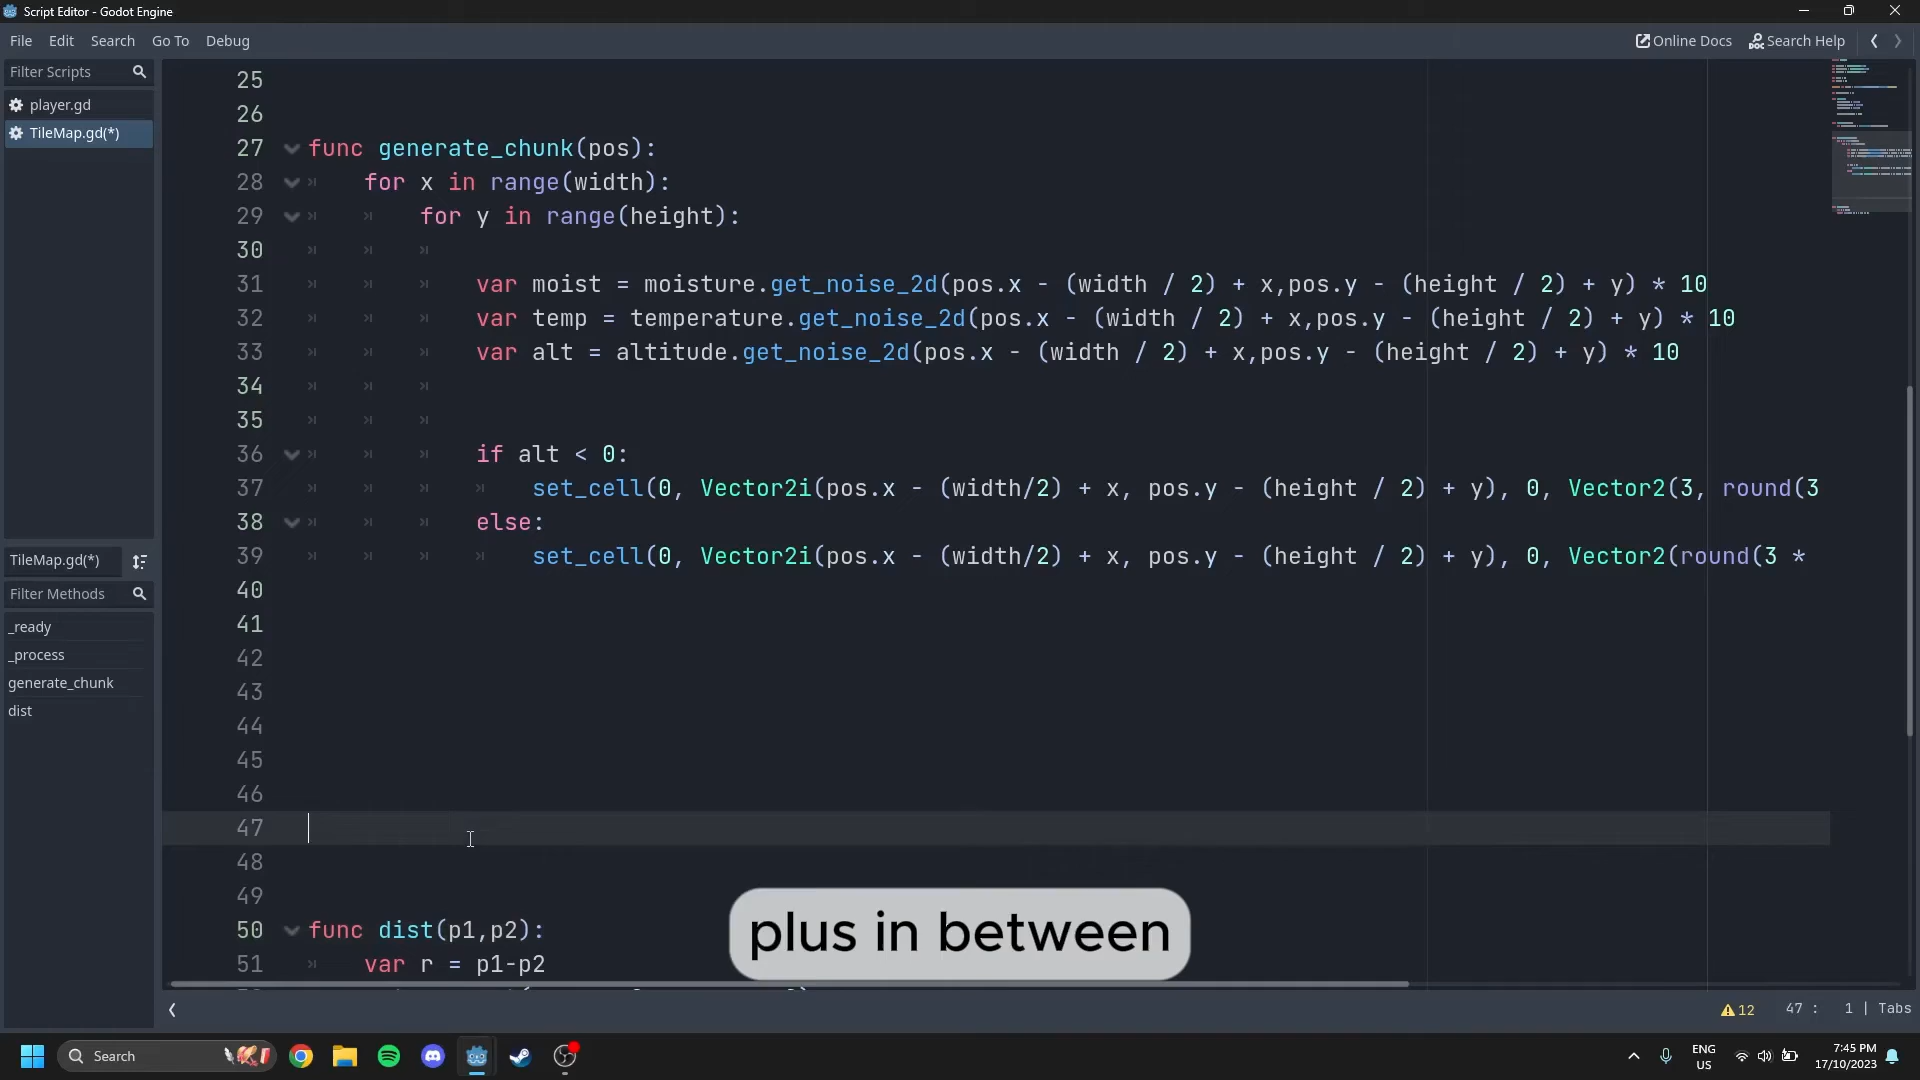 Script Editor - Godot Engine
File Edit Search Go To Debug
Online Docs Search Help
Filter Scripts
player.gd
TileMap.gd(*)
TileMap.gd(*)
Filter Methods
_ready
_process
generate_chunk
dist
25
26
27 func generate_chunk(pos):
28 for x in range(width):
29 for y in range(height):
30
31 var moist = moisture.get_noise_2d(pos.x - (width / 2) + x,pos.y - (height / 2) + y) * 10
32 var temp = temperature.get_noise_2d(pos.x - (width / 2) + x,pos.y - (height / 2) + y) * 10
33 var alt = altitude.get_noise_2d(pos.x - (width / 2) + x,pos.y - (height / 2) + y) * 10
34
35
36 if alt < 0:
37 set_cell(0, Vector2i(pos.x - (width/2) + x, pos.y - (height / 2) + y), 0, Vector2(3, round(3
38 else:
39 set_cell(0, Vector2i(pos.x - (width/2) + x, pos.y - (height / 2) + y), 0, Vector2(round(3 *
40
41
42
43
44
45
46
47
48
49
50 func dist(p1,p2):
51 var r = p1-p2
plus in between
12 47 : 1 | Tabs
Search
ENG
US
7:45 PM
17/10/2023